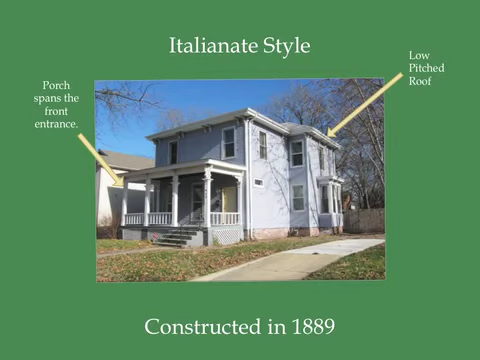 Italianate Style
Low
Pitched
Roof
Porch
spans the
front
entrance.
Constructed in 1889